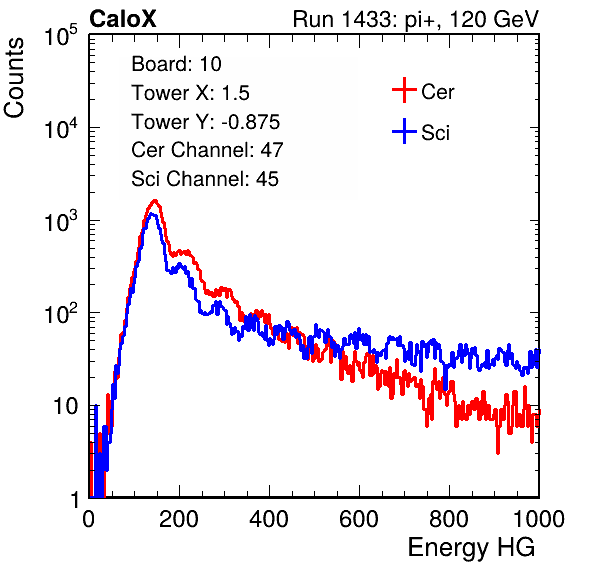 CaloX Run 1433: pi+, 120 GeV
Counts
10^5
10^4
10^3
10^2
10
1
Board: 10
Tower X: 1.5
Tower Y: -0.875
Cer Channel: 47
Sci Channel: 45
Cer
Sci
0 200 400 600 800 1000
Energy HG